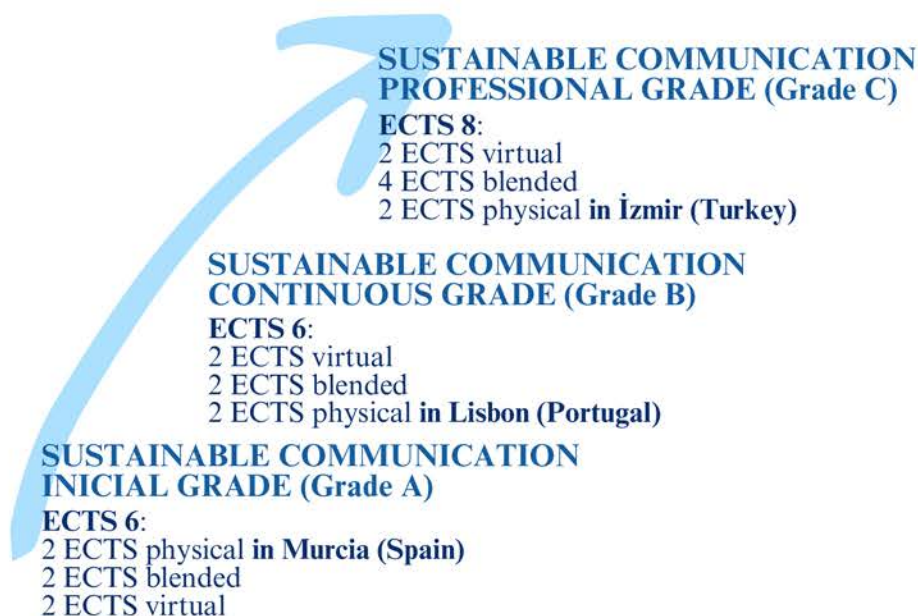 SUSTAINABLE COMMUNICATION
PROFESSIONAL GRADE (Grade C)
ECTS 8:
2 ECTS virtual
4 ECTS blended
2 ECTS physical in İzmir (Turkey)
SUSTAINABLE COMMUNICATION
CONTINUOUS GRADE (Grade B)
ECTS 6:
2 ECTS virtual
2 ECTS blended
2 ECTS physical in Lisbon (Portugal)
SUSTAINABLE COMMUNICATION
INICIAL GRADE (Grade A)
ECTS 6:
2 ECTS physical in Murcia (Spain)
2 ECTS blended
2 ECTS virtual